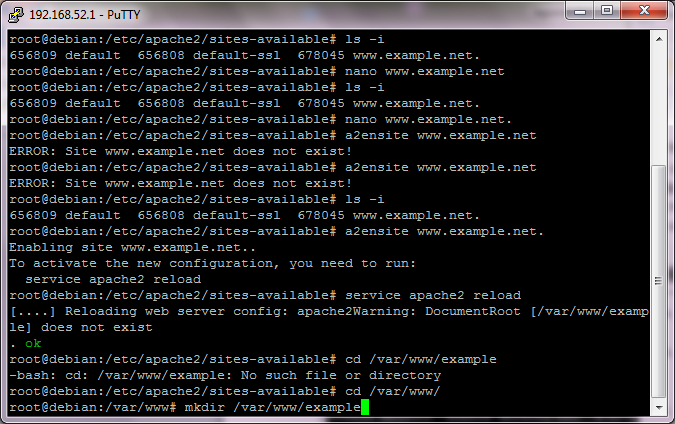 192.168.52.1 - PuTTY
root@debian:/etc/apache2/sites-available# ls -i
656809 default  656808 default-ssl  678045 www.example.net.
root@debian:/etc/apache2/sites-available# nano www.example.net
root@debian:/etc/apache2/sites-available# ls -i
656809 default  656808 default-ssl  678045 www.example.net.
root@debian:/etc/apache2/sites-available# nano www.example.net.
root@debian:/etc/apache2/sites-available# a2ensite www.example.net
ERROR: Site www.example.net does not exist!
root@debian:/etc/apache2/sites-available# a2ensite www.example.net
ERROR: Site www.example.net does not exist!
root@debian:/etc/apache2/sites-available# ls -i
656809 default  656808 default-ssl  678045 www.example.net.
root@debian:/etc/apache2/sites-available# a2ensite www.example.net.
Enabling site www.example.net..
To activate the new configuration, you need to run:
  service apache2 reload
root@debian:/etc/apache2/sites-available# service apache2 reload
[....] Reloading web server config: apache2Warning: DocumentRoot [/var/www/examp
le] does not exist
. ok
root@debian:/etc/apache2/sites-available# cd /var/www/example
-bash: cd: /var/www/example: No such file or directory
root@debian:/etc/apache2/sites-available# cd /var/www/
root@debian:/var/www# mkdir /var/www/example